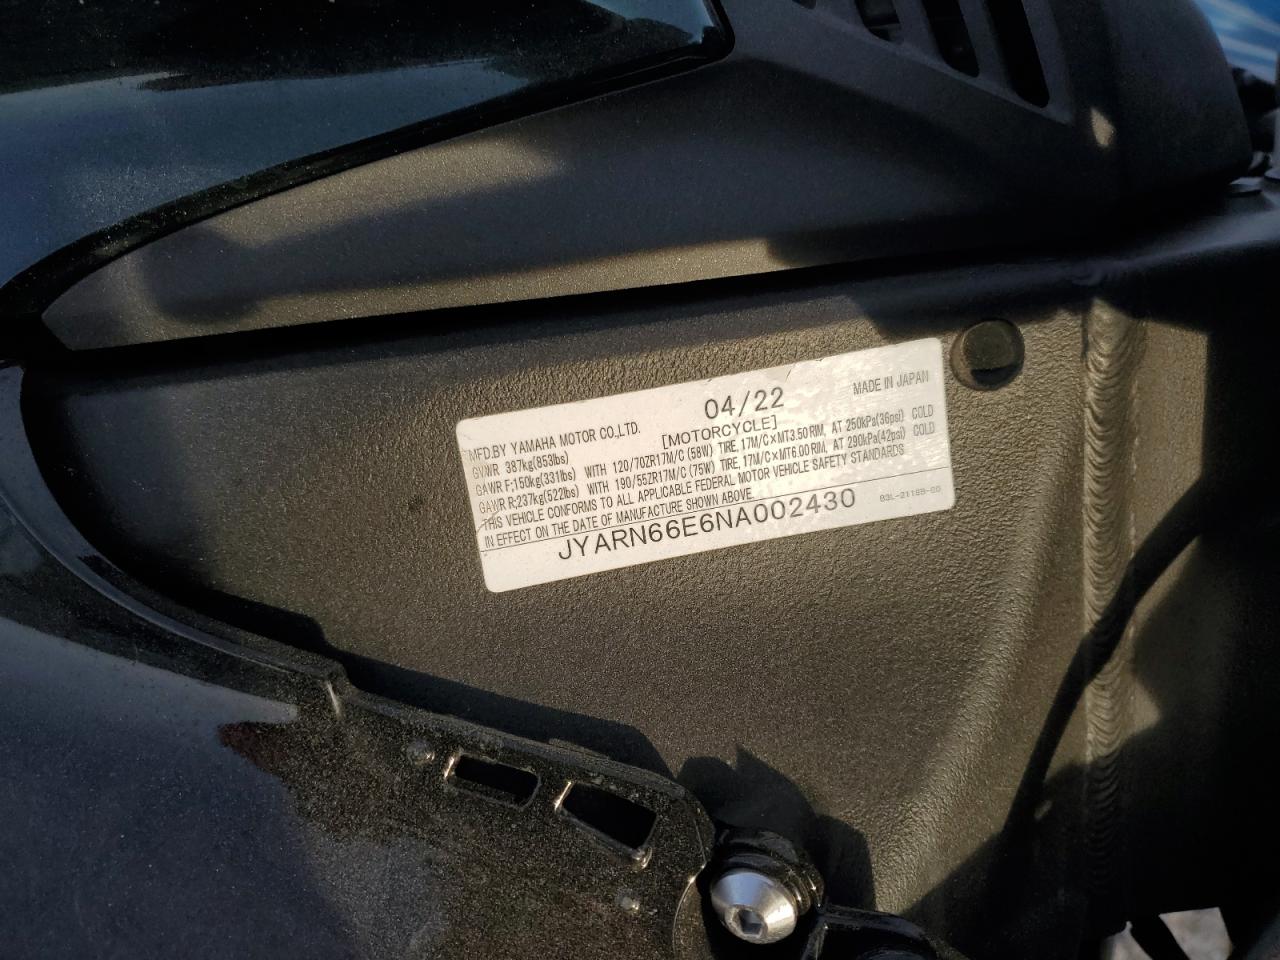 04/22
MADE IN JAPAN
MFD.BY YAMAHA MOTOR CO.,LTD.
[MOTORCYCLE]
GVWR 387kg(853lbs)
GAWR F;150kg(331lbs) WITH 120/70ZR17M/C (58W) TIRE, 17M/C×MT3.50 RIM, AT 250kPa(36psi) COLD
GAWR R;237kg(522lbs) WITH 190/55ZR17M/C (75W) TIRE, 17M/C×MT6.00 RIM, AT 290kPa(42psi) COLD
THIS VEHICLE CONFORMS TO ALL APPLICABLE FEDERAL MOTOR VEHICLE SAFETY STANDARDS
IN EFFECT ON THE DATE OF MANUFACTURE SHOWN ABOVE.
JYARN66E6NA002430